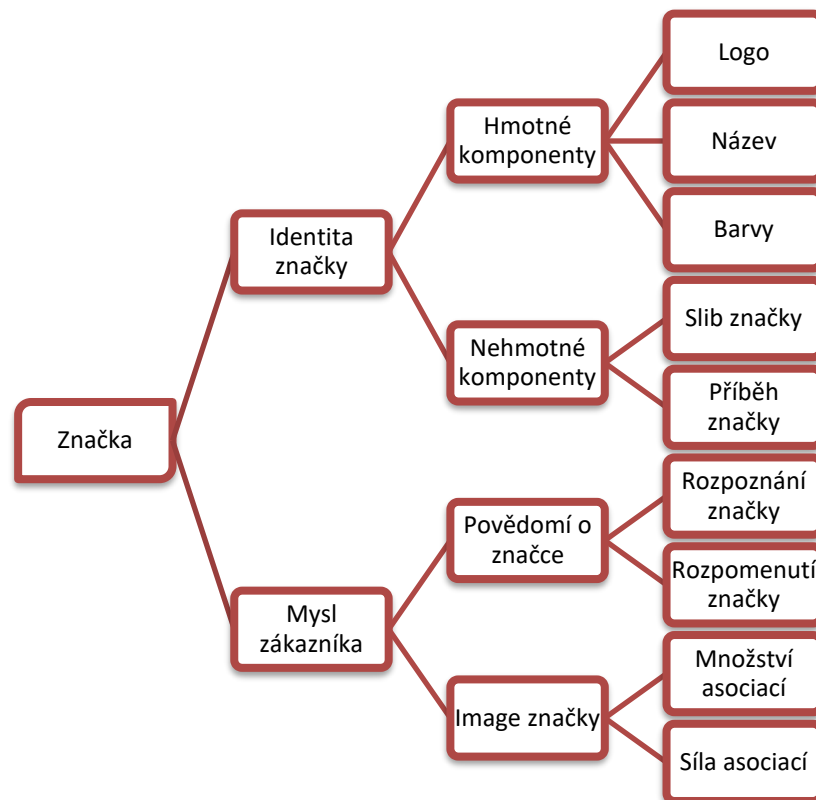 Značka
Identita
značky
Hmotné
komponenty
Logo
Název
Barvy
Nehmotné
komponenty
Slib značky
Příběh
značky
Mysl
zákazníka
Povědomí o
značce
Rozpoznání
značky
Rozpomenutí
značky
Image značky
Množství
asociací
Síla asociací